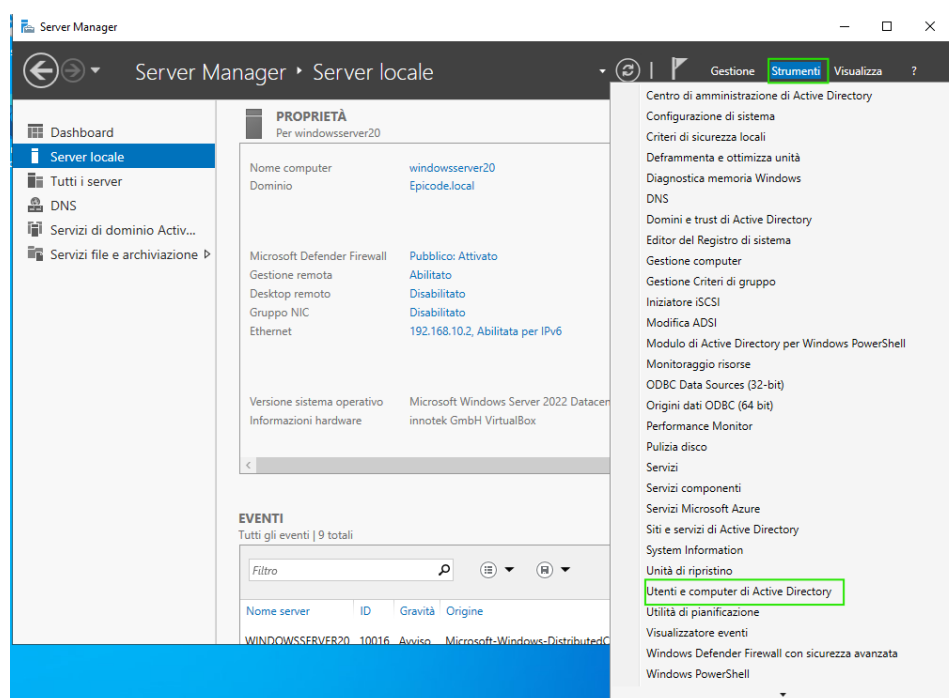 Server Manager
Server Manager ‣ Server locale
Gestione Strumenti Visualizza ?
Dashboard
Server locale
Tutti i server
DNS
Servizi di dominio Activ...
Servizi file e archiviazione
PROPRIETÀ
Per windowsserver20
Nome computer windowsserver20
Dominio Epicode.local
Microsoft Defender Firewall Pubblico: Attivato
Gestione remota Abilitato
Desktop remoto Disabilitato
Gruppo NIC Disabilitato
Ethernet 192.168.10.2, Abilitata per IPv6
Versione sistema operativo Microsoft Windows Server 2022 Datacen
Informazioni hardware innotek GmbH VirtualBox
EVENTI
Tutti gli eventi | 9 totali
Filtro
Nome server ID Gravità Origine
WINDOWSSERVER20 10016 Avviso Microsoft-Windows-DistributedC
Centro di amministrazione di Active Directory
Configurazione di sistema
Criteri di sicurezza locali
Deframmenta e ottimizza unità
Diagnostica memoria Windows
DNS
Domini e trust di Active Directory
Editor del Registro di sistema
Gestione computer
Gestione Criteri di gruppo
Iniziatore iSCSI
Modifica ADSI
Modulo di Active Directory per Windows PowerShell
Monitoraggio risorse
ODBC Data Sources (32-bit)
Origini dati ODBC (64 bit)
Performance Monitor
Pulizia disco
Servizi
Servizi componenti
Servizi Microsoft Azure
Siti e servizi di Active Directory
System Information
Unità di ripristino
Utenti e computer di Active Directory
Utilità di pianificazione
Visualizzatore eventi
Windows Defender Firewall con sicurezza avanzata
Windows PowerShell